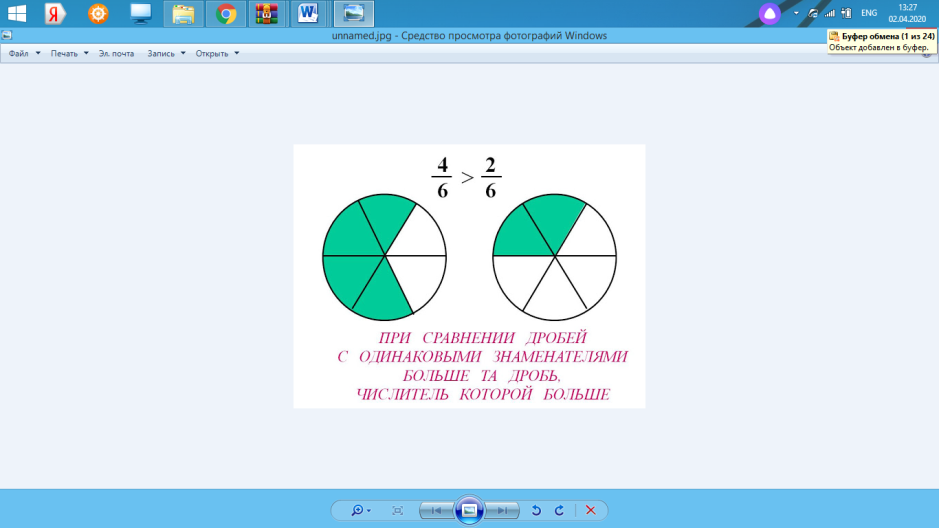 13:27
ENG
02.04.2020
unnamed.jpg - Средство просмотра фотографий Windows
Буфер обмена (1 из 24)
Объект добавлен в буфер.
Файл Печать Эл. почта Запись Открыть
4/6 > 2/6
ПРИ СРАВНЕНИИ ДРОБЕЙ
С ОДИНАКОВЫМИ ЗНАМЕНАТЕЛЯМИ
БОЛЬШЕ ТА ДРОБЬ,
ЧИСЛИТЕЛЬ КОТОРОЙ БОЛЬШЕ